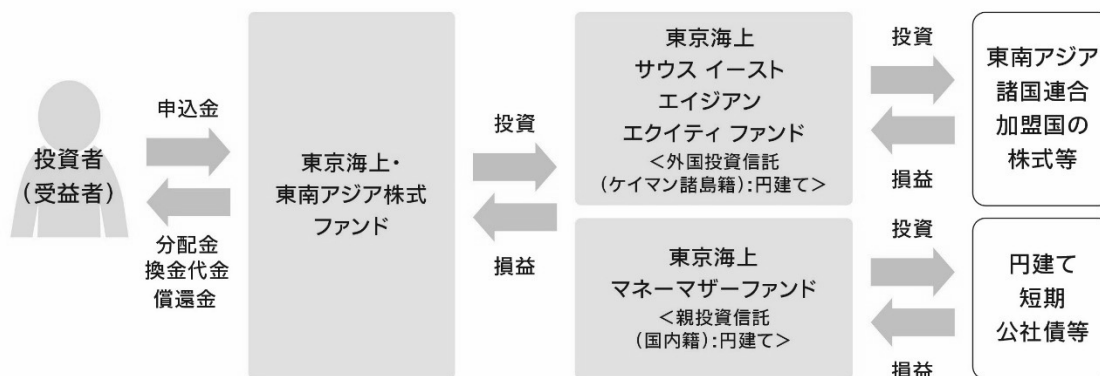 申込金
投資者
(受益者)
分配金
換金代金
償還金
東京海上・
東南アジア株式
ファンド
投資
損益
東京海上
サウス イースト
エイジアン
エクイティ ファンド
<外国投資信託
(ケイマン諸島籍):円建て>
東京海上
マネーマザーファンド
<親投資信託
(国内籍):円建て>
投資
損益
東南アジア
諸国連合
加盟国の
株式等
投資
損益
円建て
短期
公社債等